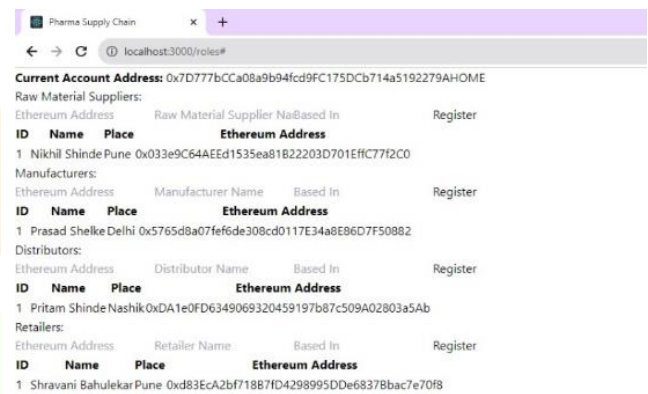 Pharma Supply Chain
localhost:3000/roles#
Current Account Address: 0x7D777bCCa08a9b94fcd9FC175DCb714a5192279AHOME
Raw Material Suppliers:
Ethereum Address Raw Material Supplier NaBased In Register
ID Name Place Ethereum Address
1 Nikhil Shinde Pune 0x033e9C64AEEd1535ea81B22203D701EffC77f2C0
Manufacturers:
Ethereum Address Manufacturer Name Based In Register
ID Name Place Ethereum Address
1 Prasad Shelke Delhi 0x5765d8a07fef6de308cd0117E34a8E86D7F50882
Distributors:
Ethereum Address Distributor Name Based In Register
ID Name Place Ethereum Address
1 Pritam Shinde Nashik 0xDA1e0FD6349069320459197b87c509A02803a5Ab
Retailers:
Ethereum Address Retailer Name Based In Register
ID Name Place Ethereum Address
1 Shravani Bahulekar Pune 0xd83EcA2bf718B7fD4298995DDe6837Bbac7e70f8